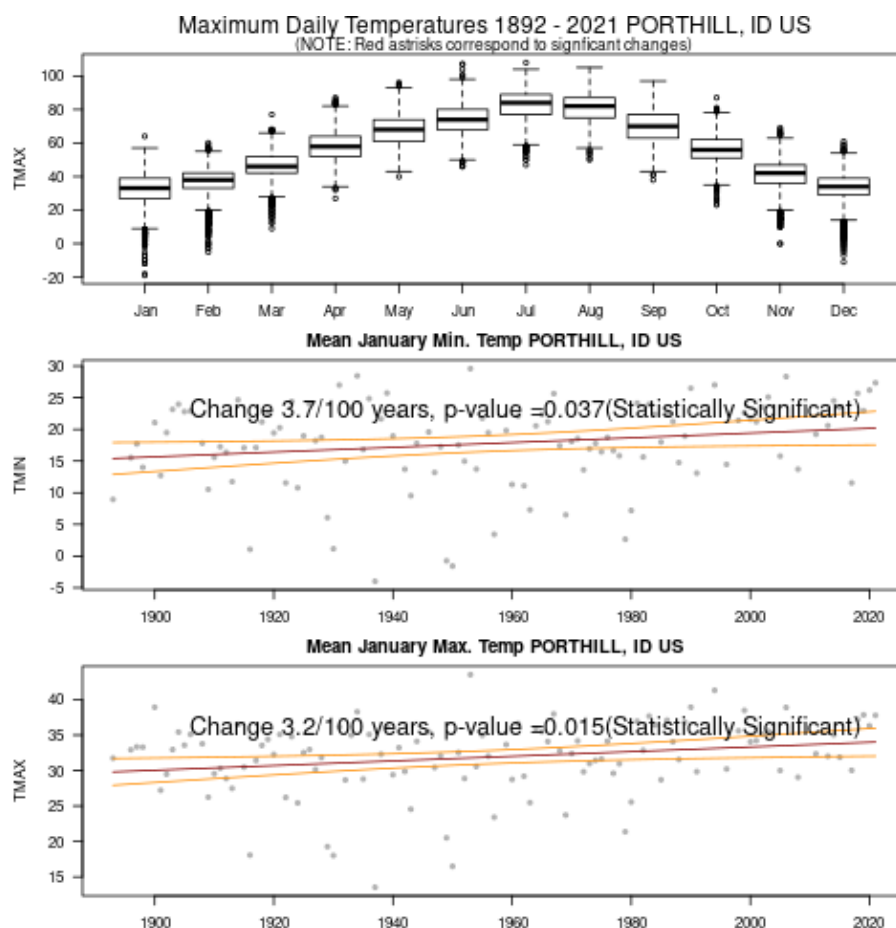 Maximum Daily Temperatures 1892 - 2021 PORTHILL, ID US
(NOTE: Red astrisks correspond to signficant changes)
TMAX
100
80
60
40
20
0
-20
Jan Feb Mar Apr May Jun Jul Aug Sep Oct Nov Dec
Mean January Min. Temp PORTHILL, ID US
TMIN
30
25
20
15
10
5
0
-5
Change 3.7/100 years, p-value =0.037(Statistically Significant)
1900 1920 1940 1960 1980 2000 2020
Mean January Max. Temp PORTHILL, ID US
TMAX
40
35
30
25
20
15
Change 3.2/100 years, p-value =0.015(Statistically Significant)
1900 1920 1940 1960 1980 2000 2020